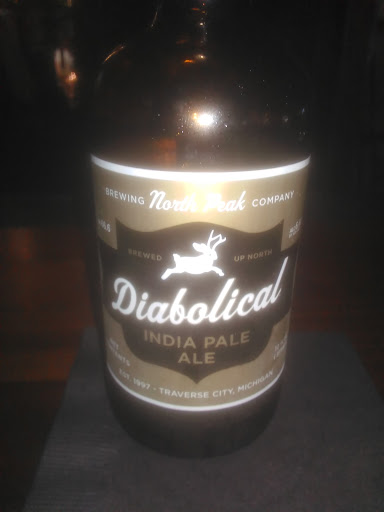 BREWING North Peak COMPANY
BREWED UP NORTH
Diabolical
INDIA PALE
ALE
EST. 1997 - TRAVERSE CITY, MICHIGAN